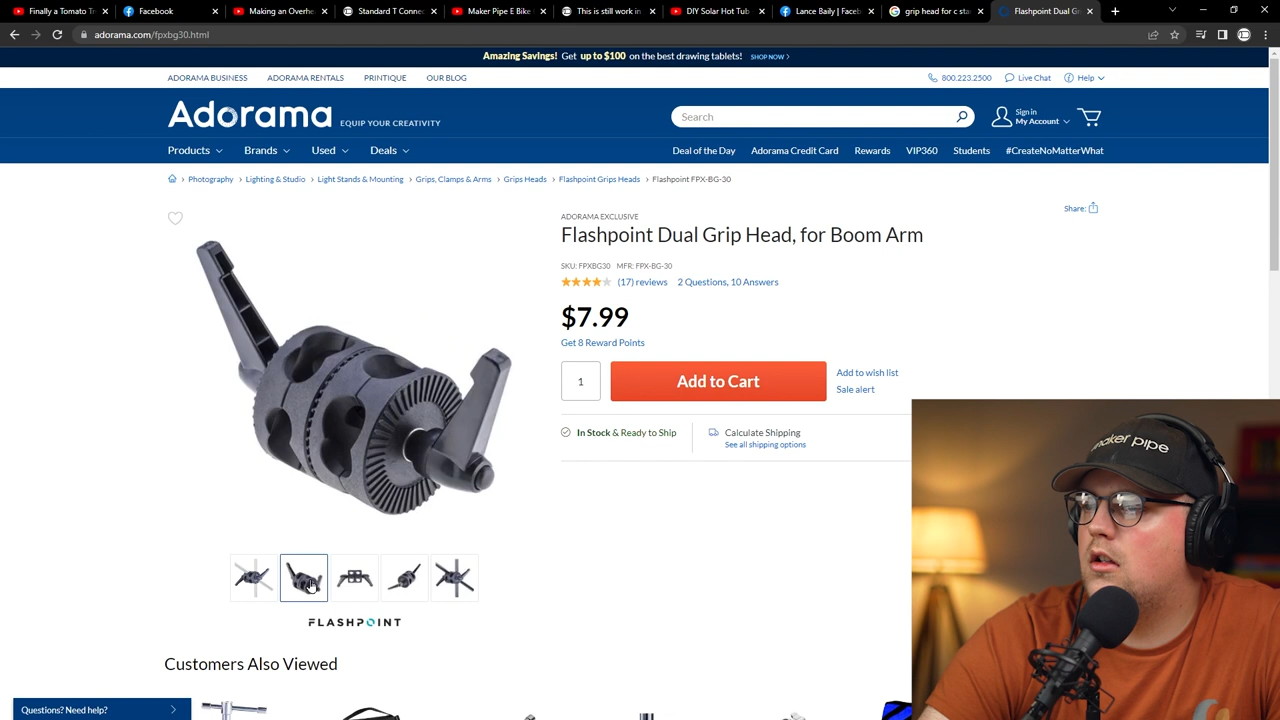 Finally a Tomato Tr
Facebook
Making an Overhe
Standard T Connec
Maker Pipe E Bike
This is still work in
DIY Solar Hot Tub
Lance Baily | Faceb
grip head for c star
Flashpoint Dual Gr
adorama.com/fpxbg30.html
Amazing Savings! Get up to $100 on the best drawing tablets! SHOP NOW >
ADORAMA BUSINESS ADORAMA RENTALS PRINTIQUE OUR BLOG
800.223.2500 Live Chat Help
Adorama EQUIP YOUR CREATIVITY
Search
Sign in
My Account
Products Brands Used Deals
Deal of the Day Adorama Credit Card Rewards VIP360 Students #CreateNoMatterWhat
Photography > Lighting & Studio > Light Stands & Mounting > Grips, Clamps & Arms > Grips Heads > Flashpoint Grips Heads > Flashpoint FPX-BG-30
Share:
ADORAMA EXCLUSIVE
Flashpoint Dual Grip Head, for Boom Arm
SKU: FPXBG30 MFR: FPX-BG-30
(17) reviews 2 Questions, 10 Answers
$7.99
Get 8 Reward Points
1
Add to Cart
Add to wish list
Sale alert
In Stock & Ready to Ship
Calculate Shipping
See all shipping options
maker pipe
FLASHPOINT
Customers Also Viewed
Questions? Need help?